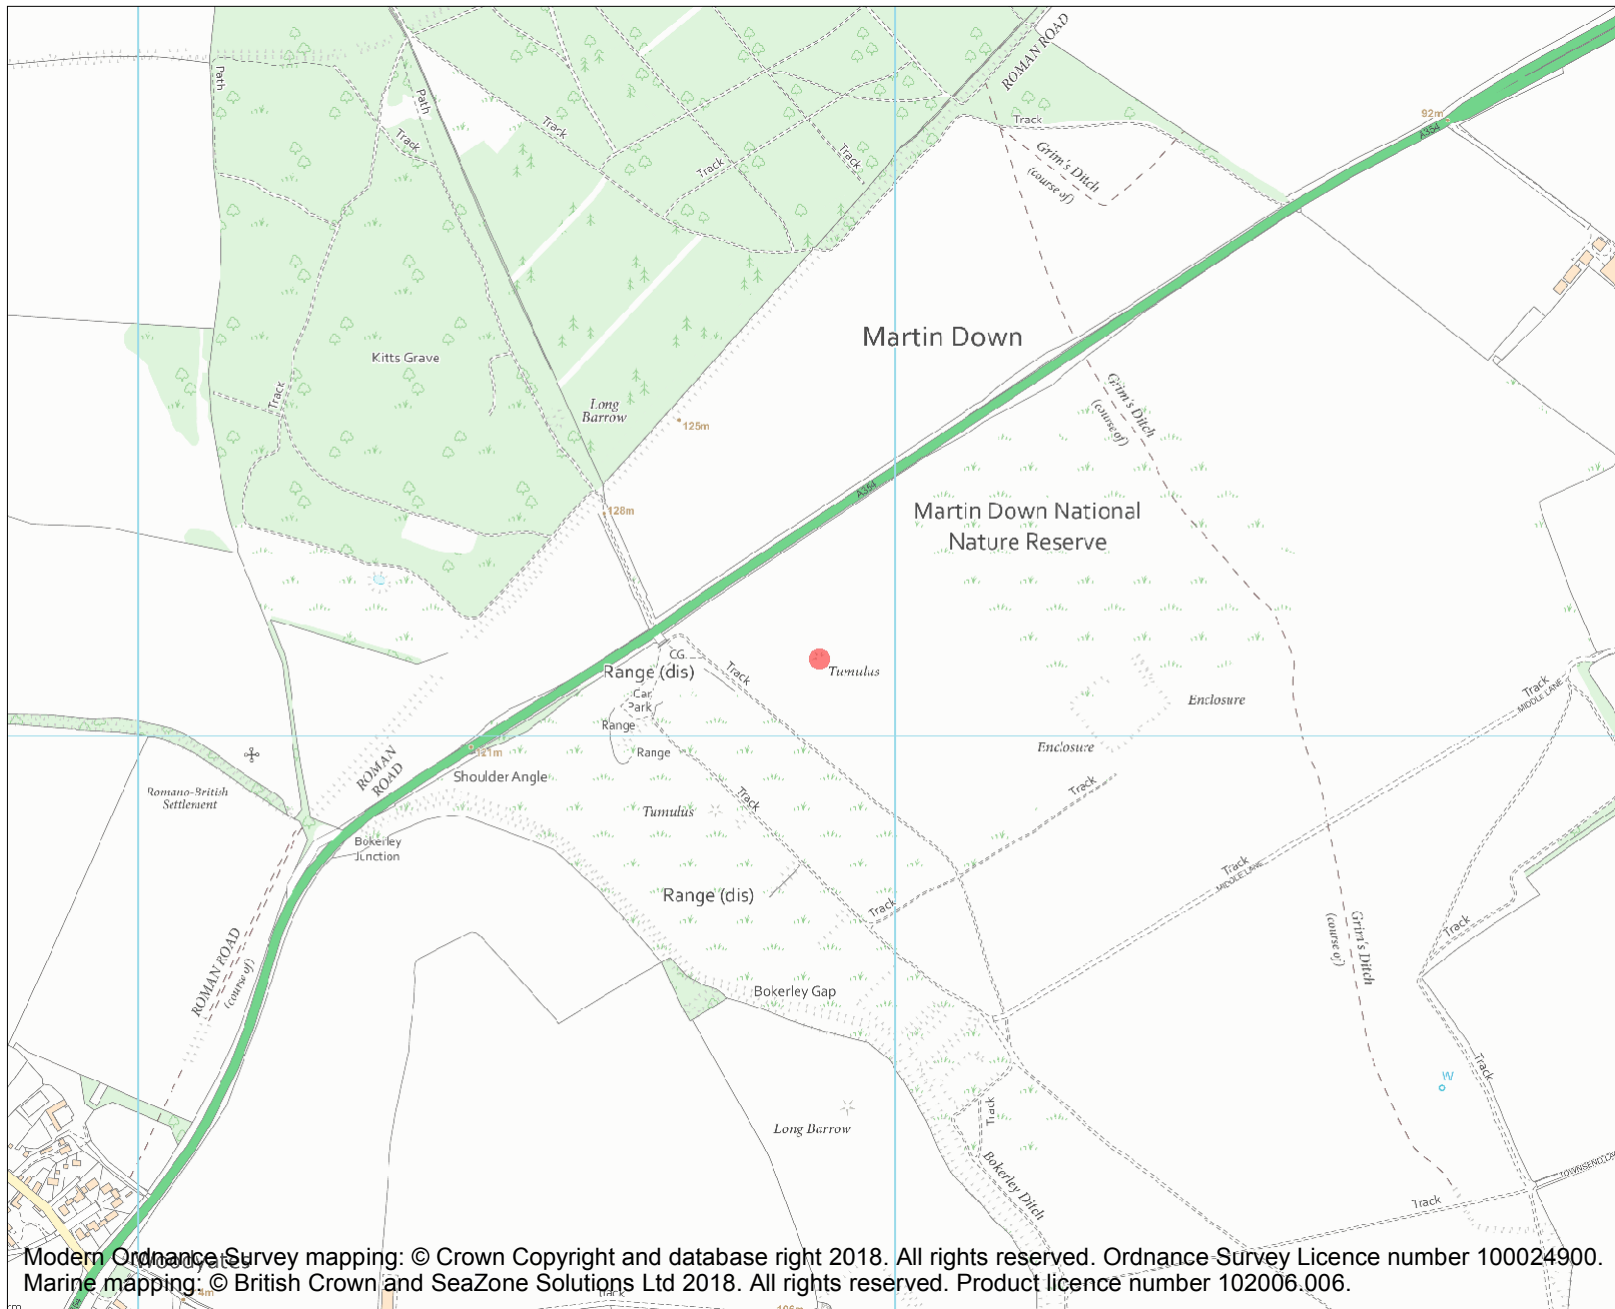 ROMAN ROAD
Path
Path
Track
Track
Track
Track
Track
92m
A354
Grim's Ditch
(course of)
Martin Down
Kitts Grave
Track
Long
Barrow
125m
Grim's Ditch
(course of)
A354
128m
Martin Down National
Nature Reserve
CG
Range (dis)
Track
Tumulus
Car
Park
Range
Range
Enclosure
Enclosure
Track
MIDDLE LANE
ROMAN
ROAD
121m
Shoulder Angle
Romano-British
Settlement
Tumulus
Track
Track
Bokerley
Junction
Track
MIDDLE LANE
Range (dis)
Track
Grim's Ditch
(course of)
Track
ROMAN ROAD
(course of)
Bokerley Gap
Track
W
Track
Long Barrow
Bokerley Ditch
TOWNSEND
Track
Woodyates
Modern Ordnance Survey mapping: © Crown Copyright and database right 2018. All rights reserved. Ordnance Survey Licence number 100024900.
Marine mapping: © British Crown and SeaZone Solutions Ltd 2018. All rights reserved. Product licence number 102006.006.